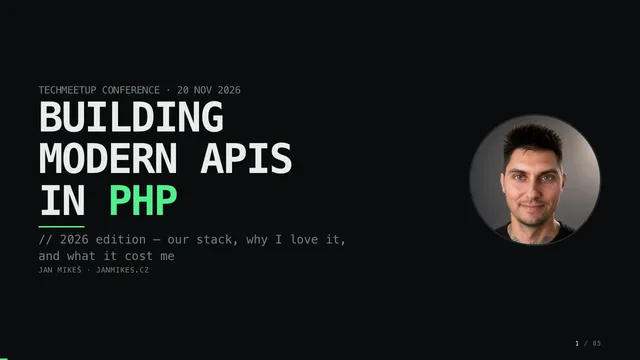 TECHMEETUP CONFERENCE · 20 NOV 2026
BUILDING
MODERN APIS
IN PHP
// 2026 edition — our stack, why I love it,
and what it cost me
JAN MIKEŠ · JANMIKES.CZ
1 / 85